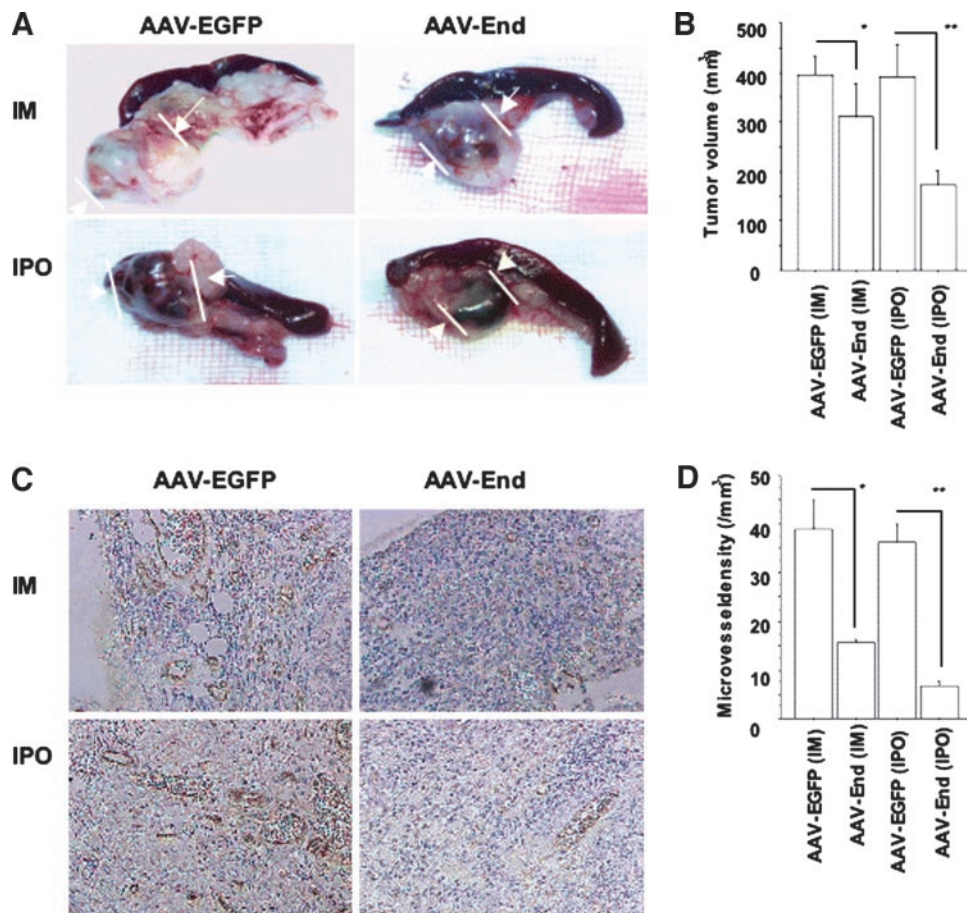 A
AAV-EGFP
AAV-End
IM
IPO
B
Tumor volume (mm³)
500
400
300
200
100
0
*
**
AAV-EGFP (IM)
AAV-End (IM)
AAV-EGFP (IPO)
AAV-End (IPO)
C
AAV-EGFP
AAV-End
IM
IPO
D
Microvesseldensity (/mm²)
50
40
30
20
10
0
*
**
AAV-EGFP (IM)
AAV-End (IM)
AAV-EGFP (IPO)
AAV-End (IPO)